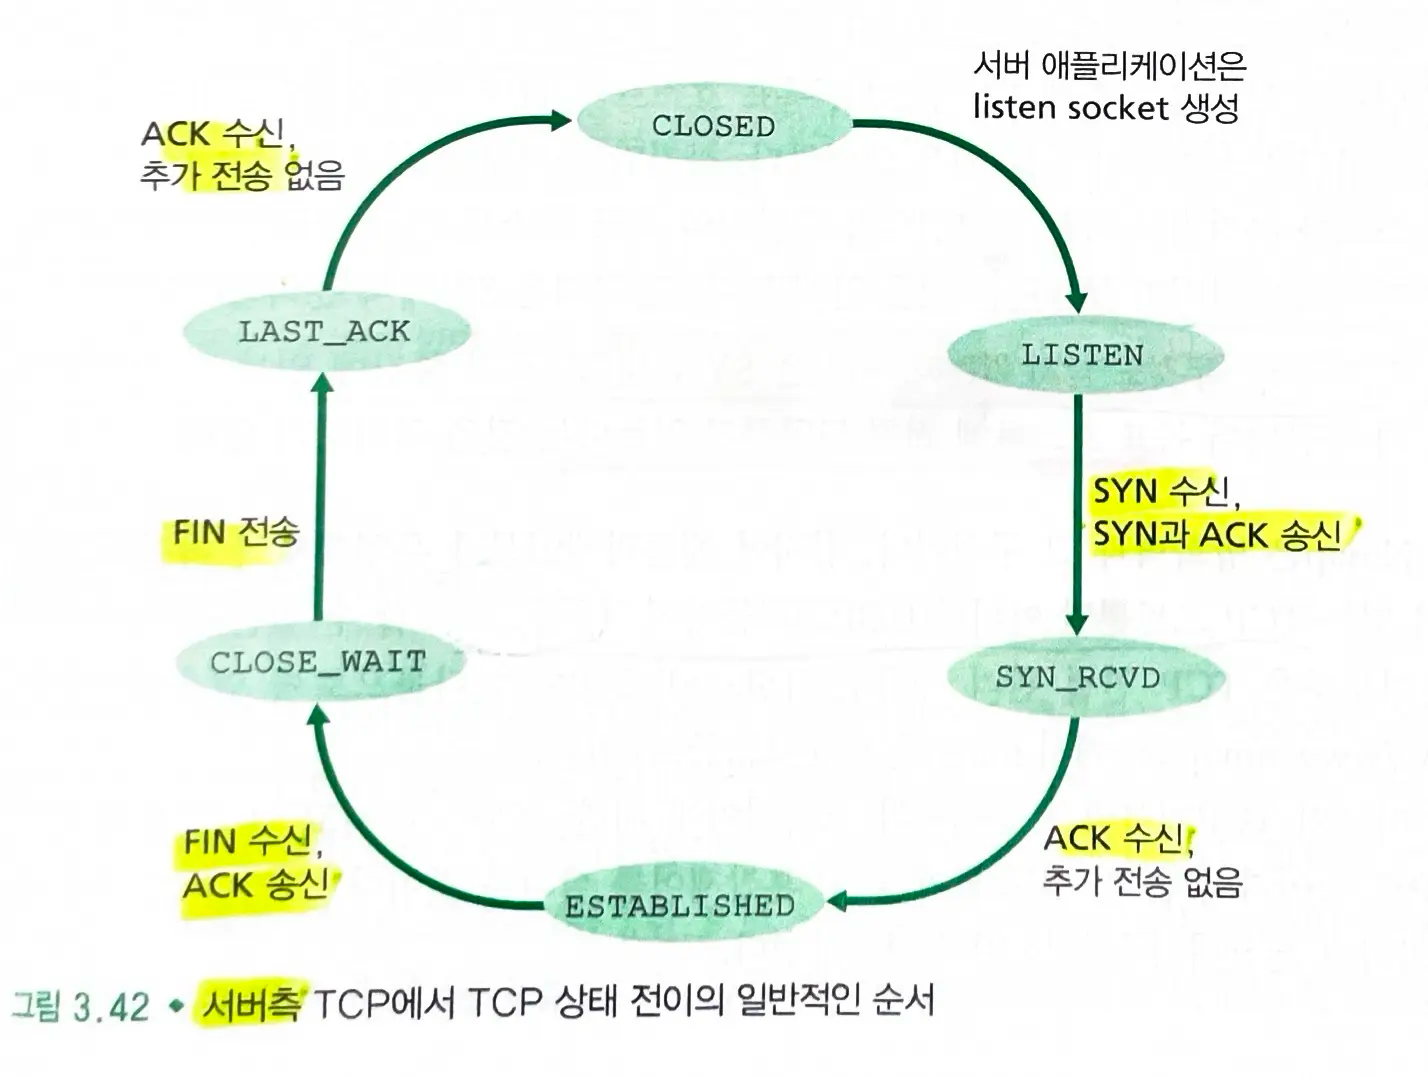 CLOSED
서버 애플리케이션은
listen socket 생성
LISTEN
SYN 수신,
SYN과 ACK 송신
SYN_RCVD
ACK 수신,
추가 전송 없음
ESTABLISHED
FIN 수신,
ACK 송신
CLOSE_WAIT
FIN 전송
LAST_ACK
ACK 수신,
추가 전송 없음
그림 3.42 ◆ 서버측 TCP에서 TCP 상태 전이의 일반적인 순서